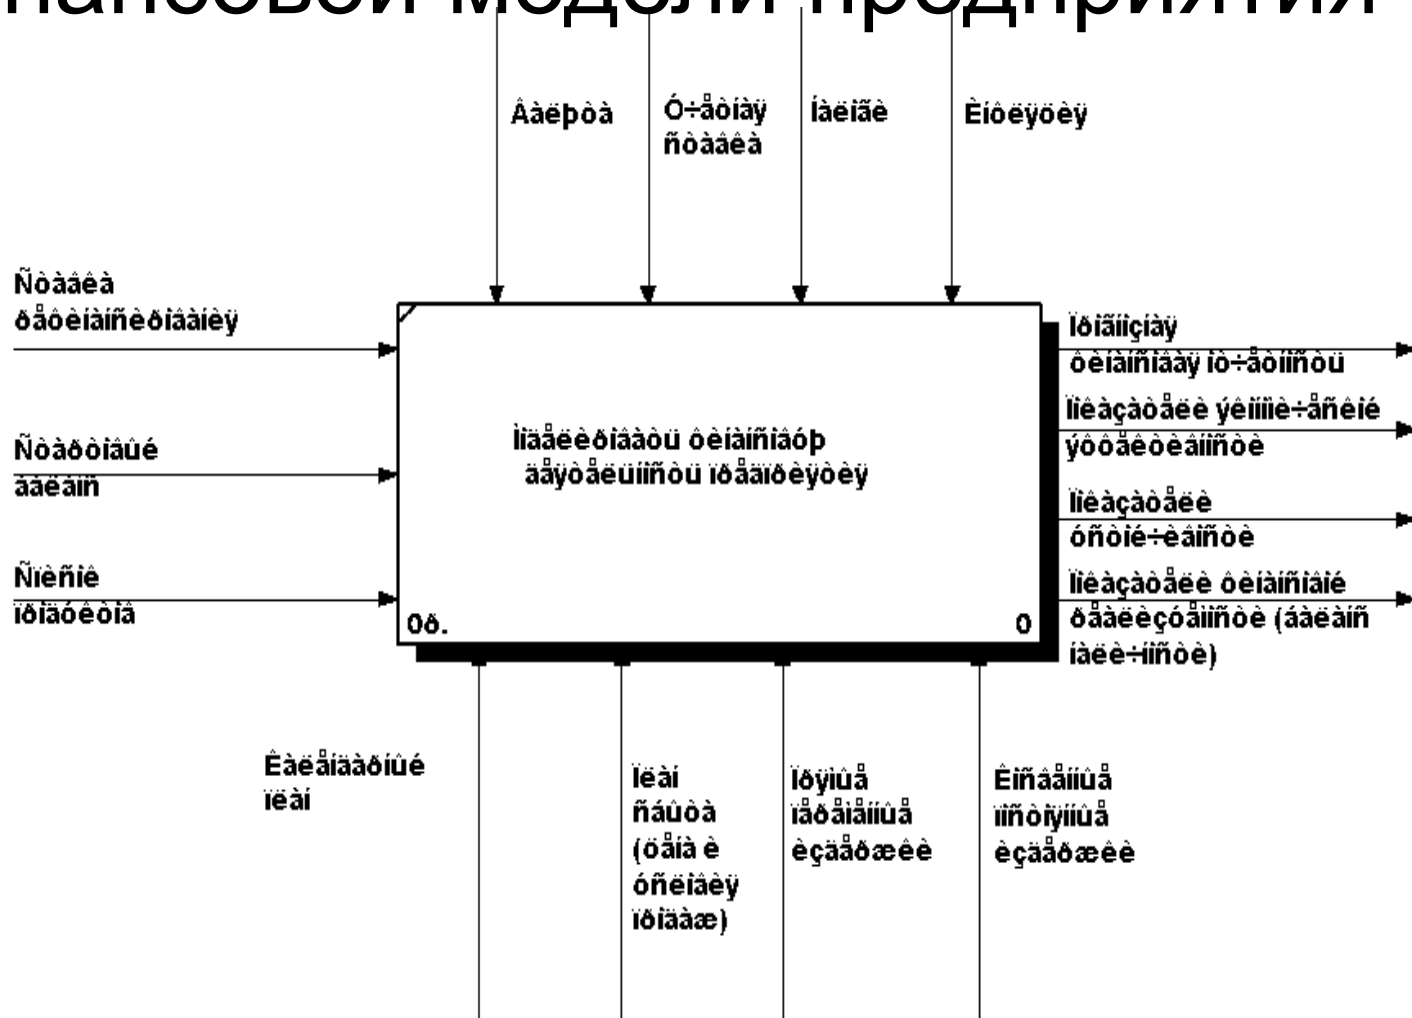 нансовой модели предприятия
Âàëþòà
Ó÷åòíàÿ
ñòàâêà
Íàëîãè
Èíôëÿöèÿ
Ñòàâêà
ðåôèíàíñèðîâàíèÿ
Ñòàðòîâûé
áàëàíñ
Ñïèñîê
ïðîäóêòîâ
Ìîäåëèðîâàòü ôèíàíñîâóþ
äåÿòåëüíîñòü ïðåäïðèÿòèÿ
0ð.
0
Ïðîãíîçíàÿ
ôèíàíñîâàÿ îò÷åòíîñòü
Ïîêàçàòåëè ýêîíîìè÷åñêîé
ýôôåêòèâíîñòè
Ïîêàçàòåëè
óñòîé÷èâîñòè
Ïîêàçàòåëè ôèíàíñîâîé
ðåàëèçóåìîñòè (áàëàíñ
íàëè÷íîñòè)
Êàëåíäàðíûé
ïëàí
Ïëàí
ñáûòà
(öåíà è
óñëîâèÿ
ïðîäàæ)
Ïðÿìûå
ïåðåìåííûå
èçäåðæêè
Êîñâåííûå
ïîñòîÿííûå
èçäåðæêè